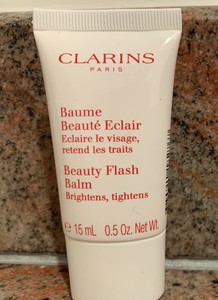 CLARINS
PARIS
Baume
Beauté Eclair
Eclaire le visage,
retend les traits
Beauty Flash
Balm
Brightens, tightens
℮ 15 ml 0.5 Oz. Net Wt.